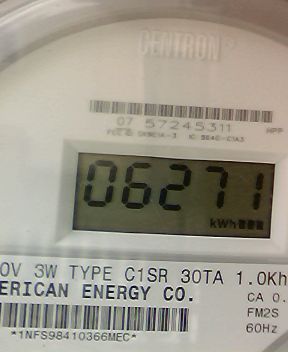 CENTRON®
07 57245311
HPP
06271
kWh
0V 3W TYPE C1SR 30TA 1.0Kh
ERICAN ENERGY CO.
CA 0.
FM2S
60Hz
*1NFS98410366MEC*